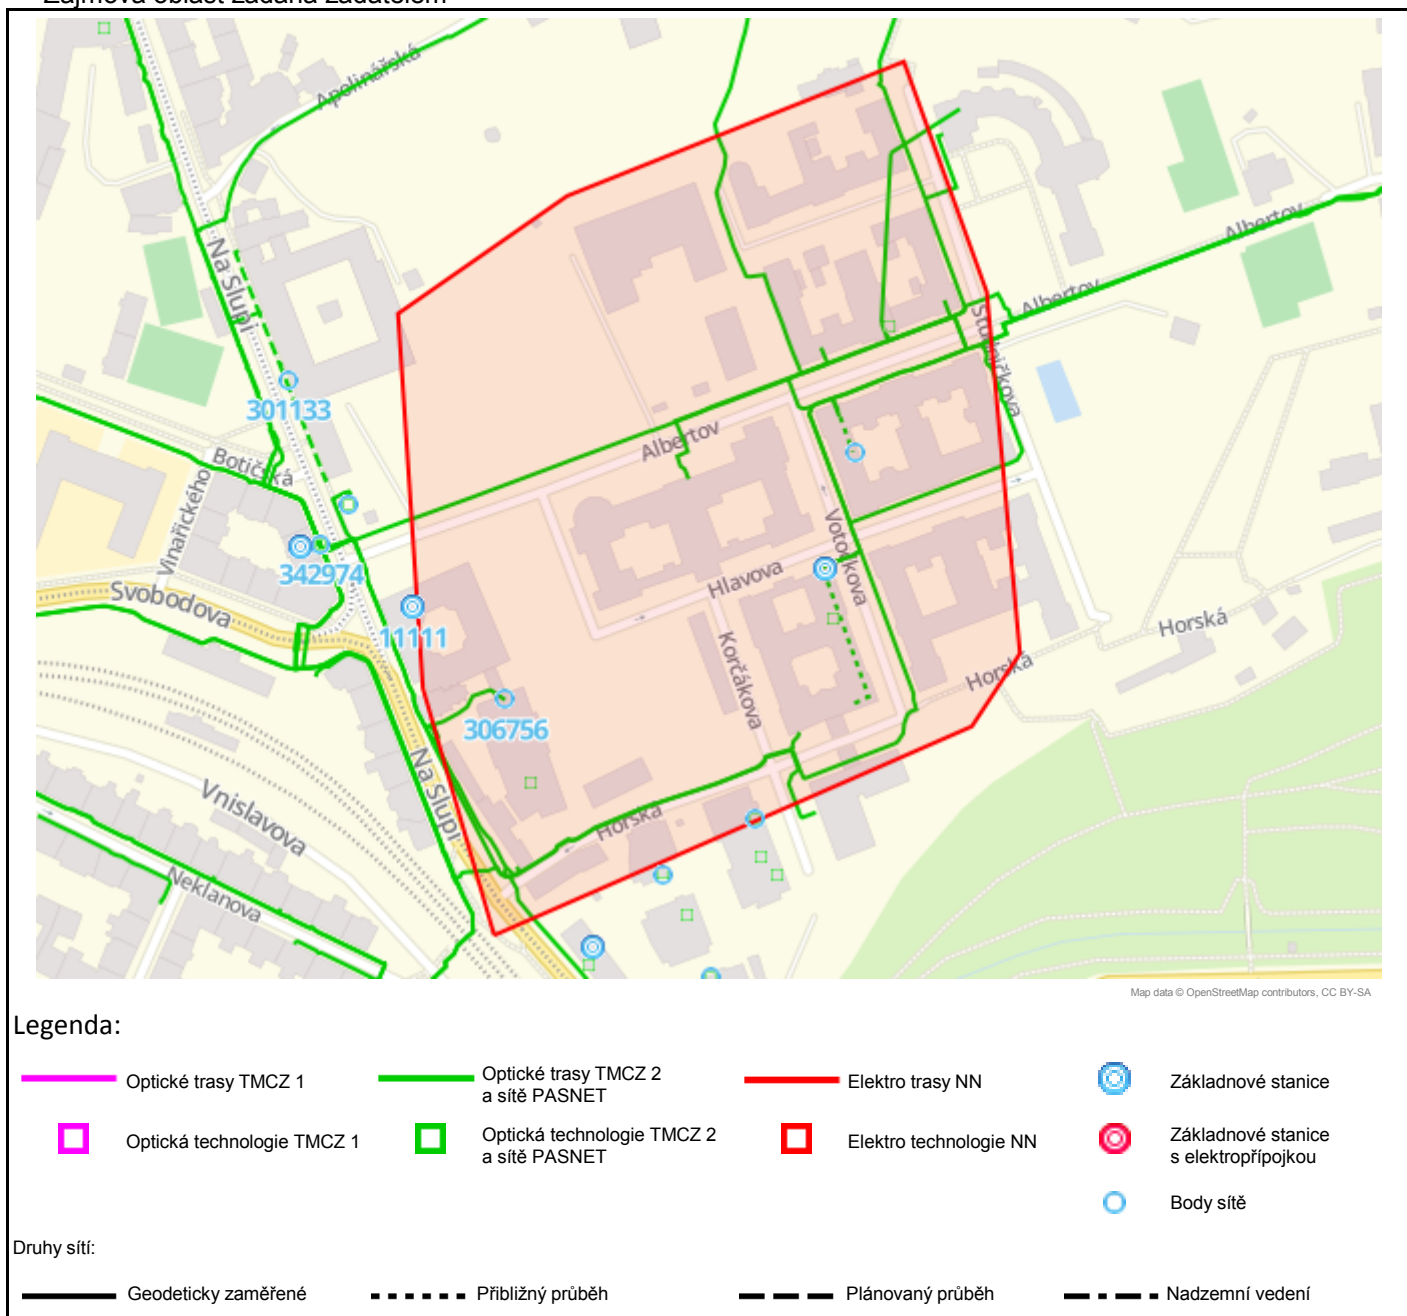 Zájmová oblast zadaná žadatelem
Apolinářská
Albertov
Na Slupi
Albertov
Studničkova
301133
Albertov
Botičská
Vinařického
Votočkova
342974
Hlavova
Svobodova
11111
Horská
Korčákova
Horská
306756
Na Slupi
Vnislavova
Horská
Neklanova
Map data © OpenStreetMap contributors, CC BY-SA
Legenda:
Optické trasy TMCZ 1
Optické trasy TMCZ 2
a sítě PASNET
Elektro trasy NN
Základnové stanice
Optická technologie TMCZ 1
Optická technologie TMCZ 2
a sítě PASNET
Elektro technologie NN
Základnové stanice
s elektropřípojkou
Body sítě
Druhy sítí:
Geodeticky zaměřené
Přibližný průběh
Plánovaný průběh
Nadzemní vedení